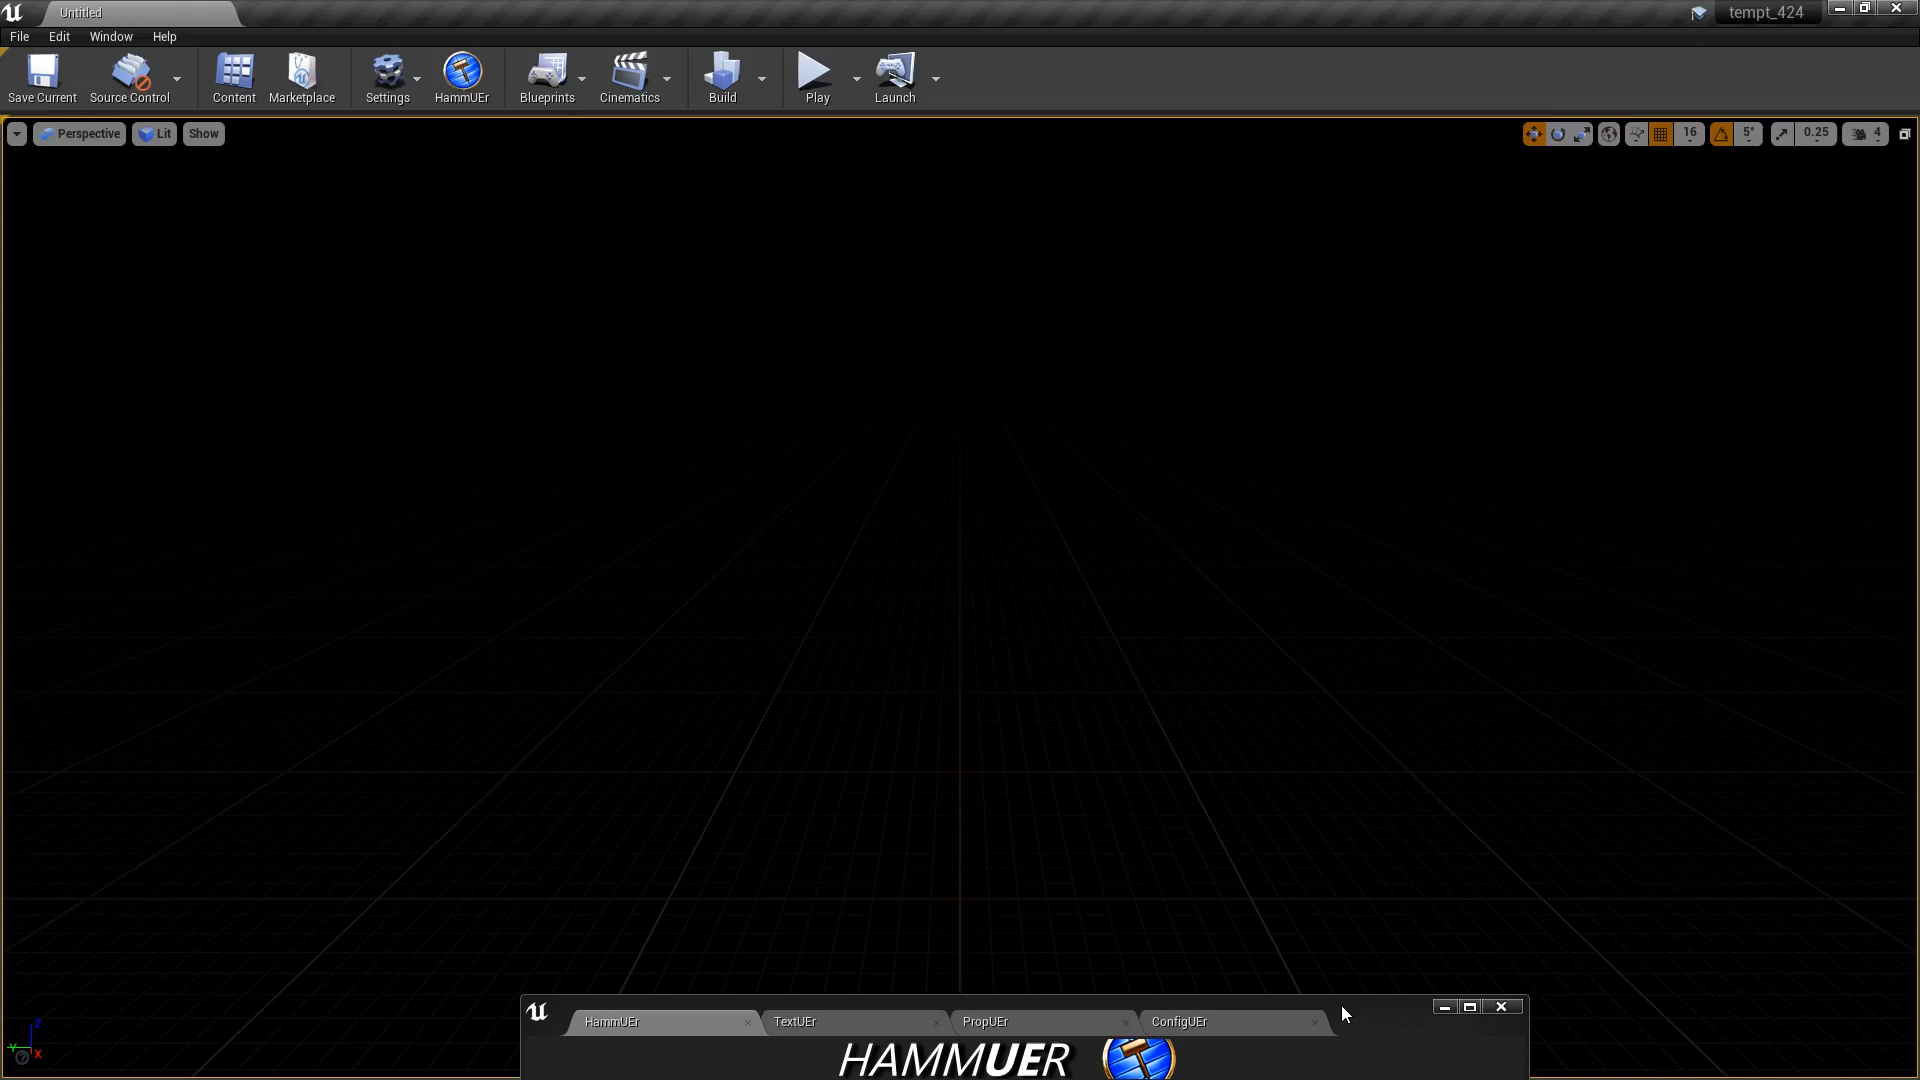 Untitled
tempt_424
File Edit Window Help
Save Current Source Control Content Marketplace Settings HammUEr Blueprints Cinematics Build Play Launch
Perspective Lit Show 16 5° 0.25 4
Z
Y X
HammUEr TextUEr PropUEr ConfigUEr
HAMMUER